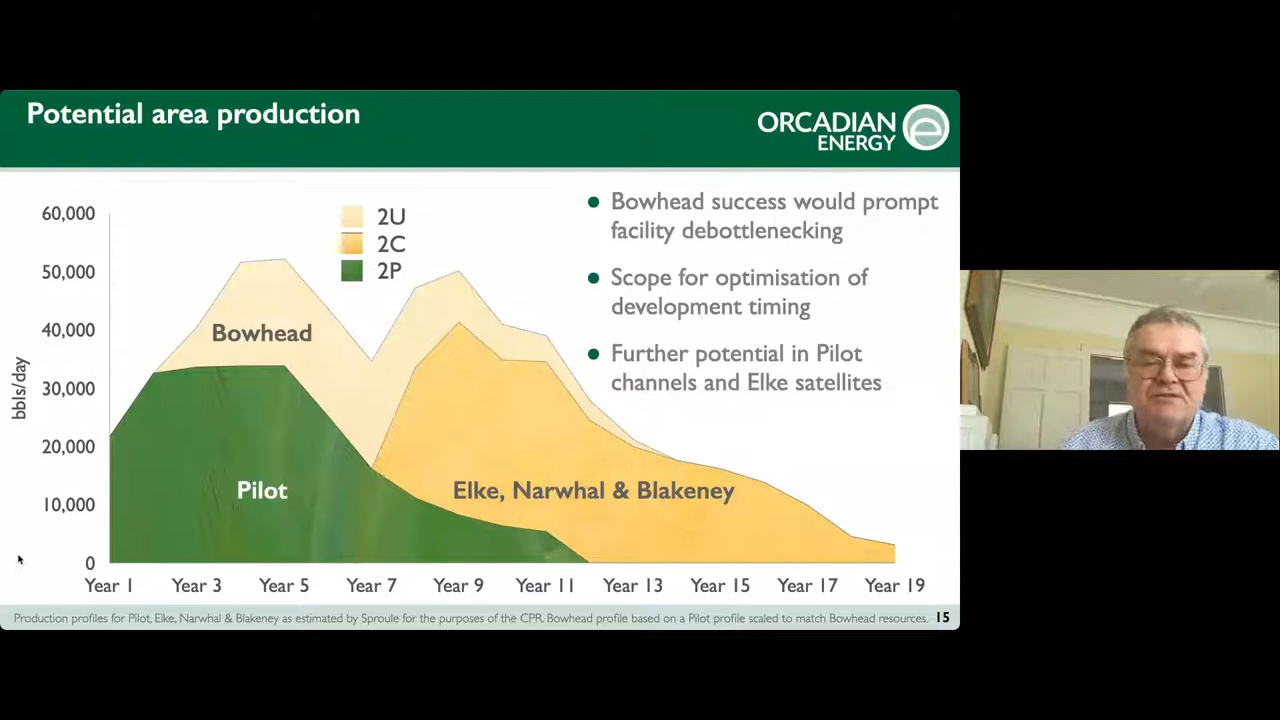 Potential area production
ORCADIAN
ENERGY
bbls/day
60,000
50,000
40,000
30,000
20,000
10,000
0
2U
2C
2P
Bowhead
Pilot
Elke, Narwhal & Blakeney
Year 1
Year 3
Year 5
Year 7
Year 9
Year 11
Year 13
Year 15
Year 17
Year 19
Bowhead success would prompt
facility debottlenecking
Scope for optimisation of
development timing
Further potential in Pilot
channels and Elke satellites
Production profiles for Pilot, Elke, Narwhal & Blakeney as estimated by Sproule for the purposes of the CPR. Bowhead profile based on a Pilot profile scaled to match Bowhead resources.
15